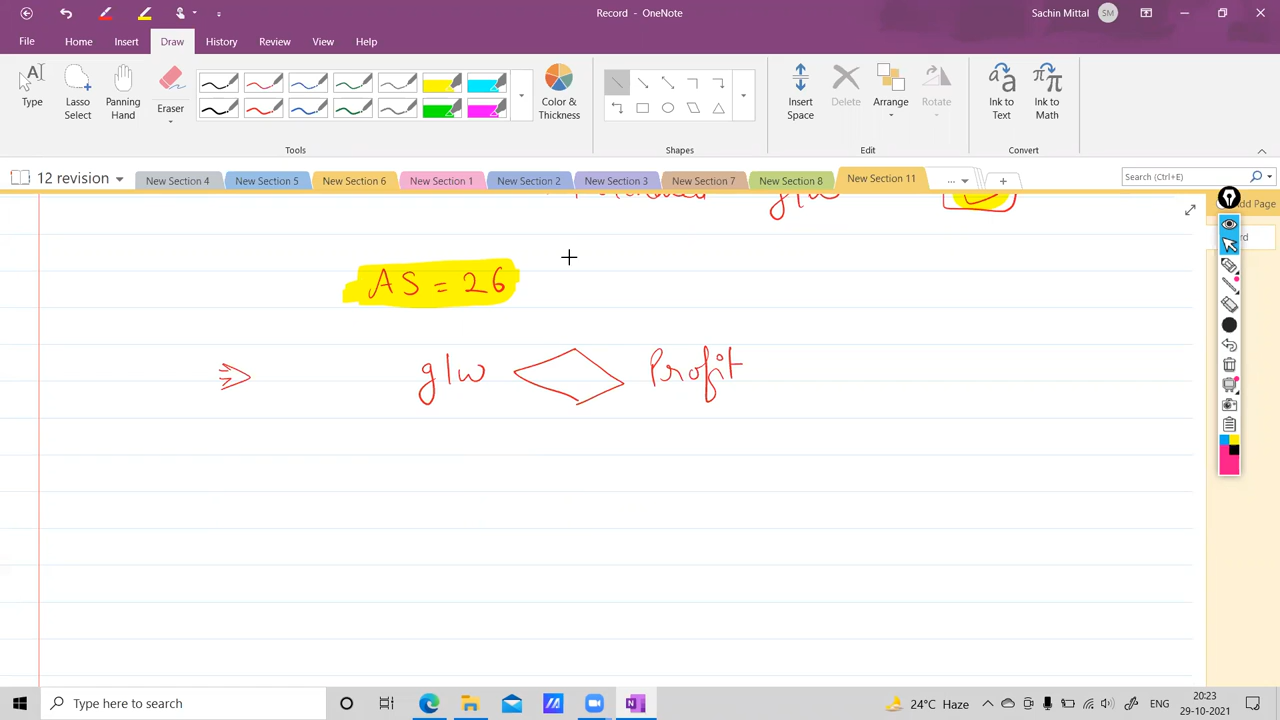 Record - OneNote
Sachin Mittal SM
File Home Insert Draw History Review View Help
Type Lasso Select Panning Hand Eraser Color & Thickness Insert Space Delete Arrange Rotate Ink to Text Ink to Math
Tools Shapes Edit Convert
12 revision New Section 4 New Section 5 New Section 6 New Section 1 New Section 2 New Section 3 New Section 7 New Section 8 New Section 11 ... Search (Ctrl+E)
Add Page
g/w
AS = 26
g/w Profit
Type here to search
24°C Haze ENG 20:23
29-10-2021